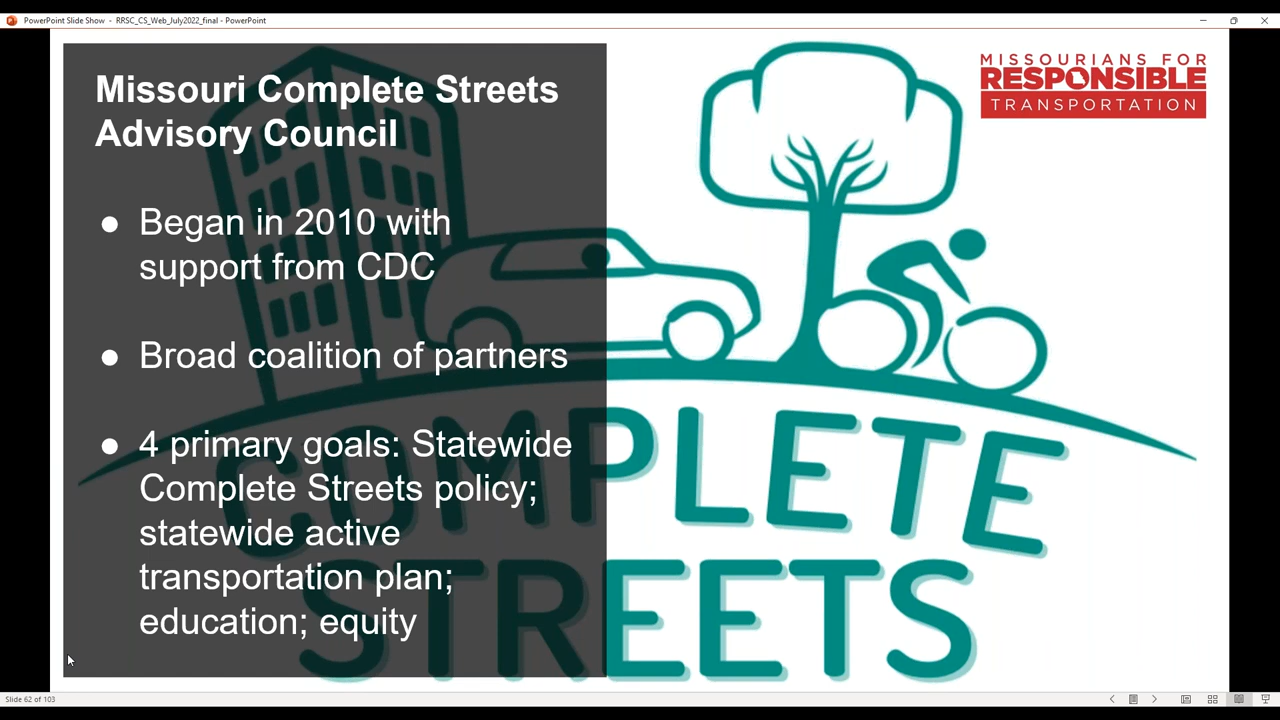 PowerPoint Slide Show - RRSC_CS_Web_July2022_final - PowerPoint
Missouri Complete Streets
Advisory Council
● Began in 2010 with
support from CDC
● Broad coalition of partners
● 4 primary goals: Statewide
Complete Streets policy;
statewide active
transportation plan;
education; equity
MISSOURIANS FOR
RESPONSIBLE
TRANSPORTATION
COMPLETE
STREETS
Slide 62 of 103